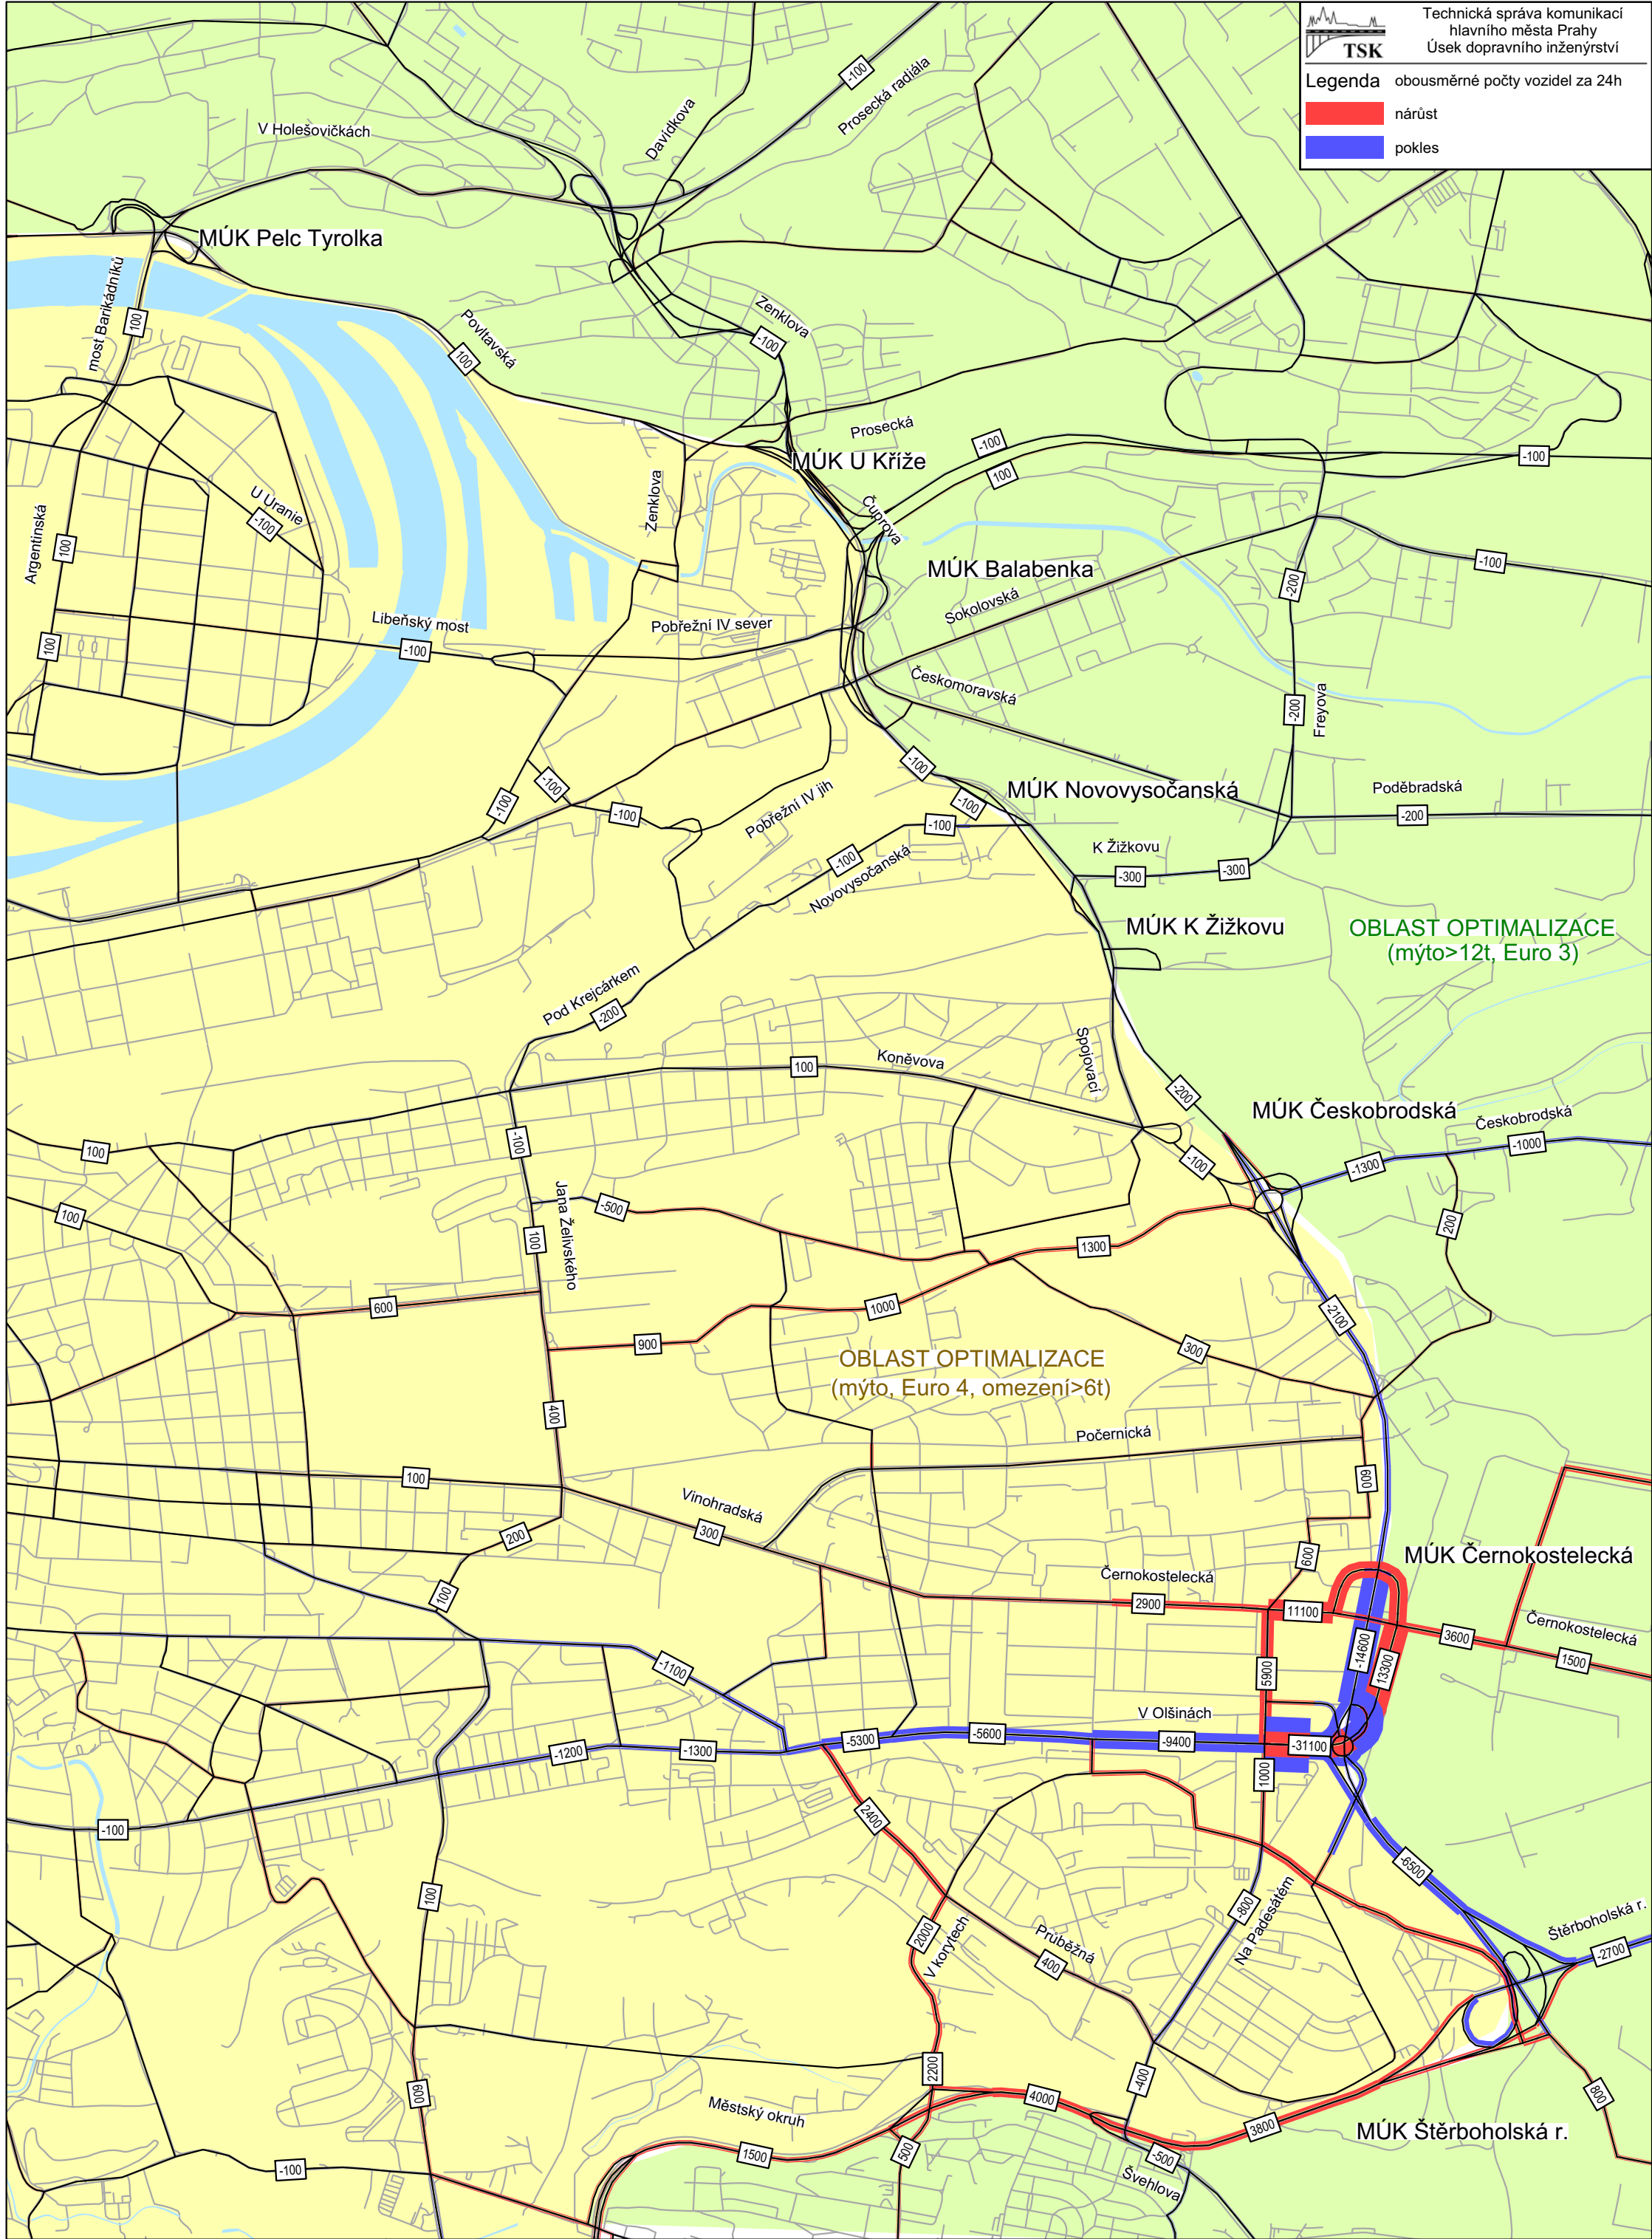 Technická správa komunikací
hlavního města Prahy
Úsek dopravního inženýrství
TSK
Legenda obousměrné počty vozidel za 24h
nárůst
pokles
-100
Prosecká radiála
Davídkova
V Holešovičkách
MÚK Pelc Tyrolka
most Barikádníků
100
Povltavská
100
Zenklova
-100
Prosecká
-100
100
-100
MÚK U Kříže
Čuprova
Zenklova
U Uranie
-100
Argentinská
100
MÚK Balabenka
-100
-200
Sokolovská
Libeňský most
-100
100
Pobřežní IV sever
Českomoravská
Freyova
-200
-100
MÚK Novovysočanská
Poděbradská
-200
-100
-100
-100
-100
Pobřežní IV jih
-100
-100
Novovysočanská
K Žižkovu
-300
-300
MÚK K Žižkovu
OBLAST OPTIMALIZACE
(mýto>12t, Euro 3)
Pod Krejcárkem
-200
Koněvova
100
Spojovací
-200
MÚK Českobrodská
Českobrodská
-1000
-1300
-100
100
-100
100
Jana Želivského
-500
100
200
1300
-2100
600
1000
900
300
OBLAST OPTIMALIZACE
(mýto, Euro 4, omezení>6t)
400
Počernická
100
600
Vinohradská
300
200
600
MÚK Černokostelecká
Černokostelecká
100
2900
11100
3600
Černokostelecká
1500
-14600
13300
5900
-1100
V Olšinách
-5300
-5600
-9400
-31100
-1200
-1300
1000
-100
2400
-6500
100
-800
Na Padesátém
2000
V korytech
Průběžná
400
Štěrboholská r.
-2700
2200
-400
4000
800
600
Městský okruh
3800
MÚK Štěrboholská r.
1500
500
-500
Švehlova
-100